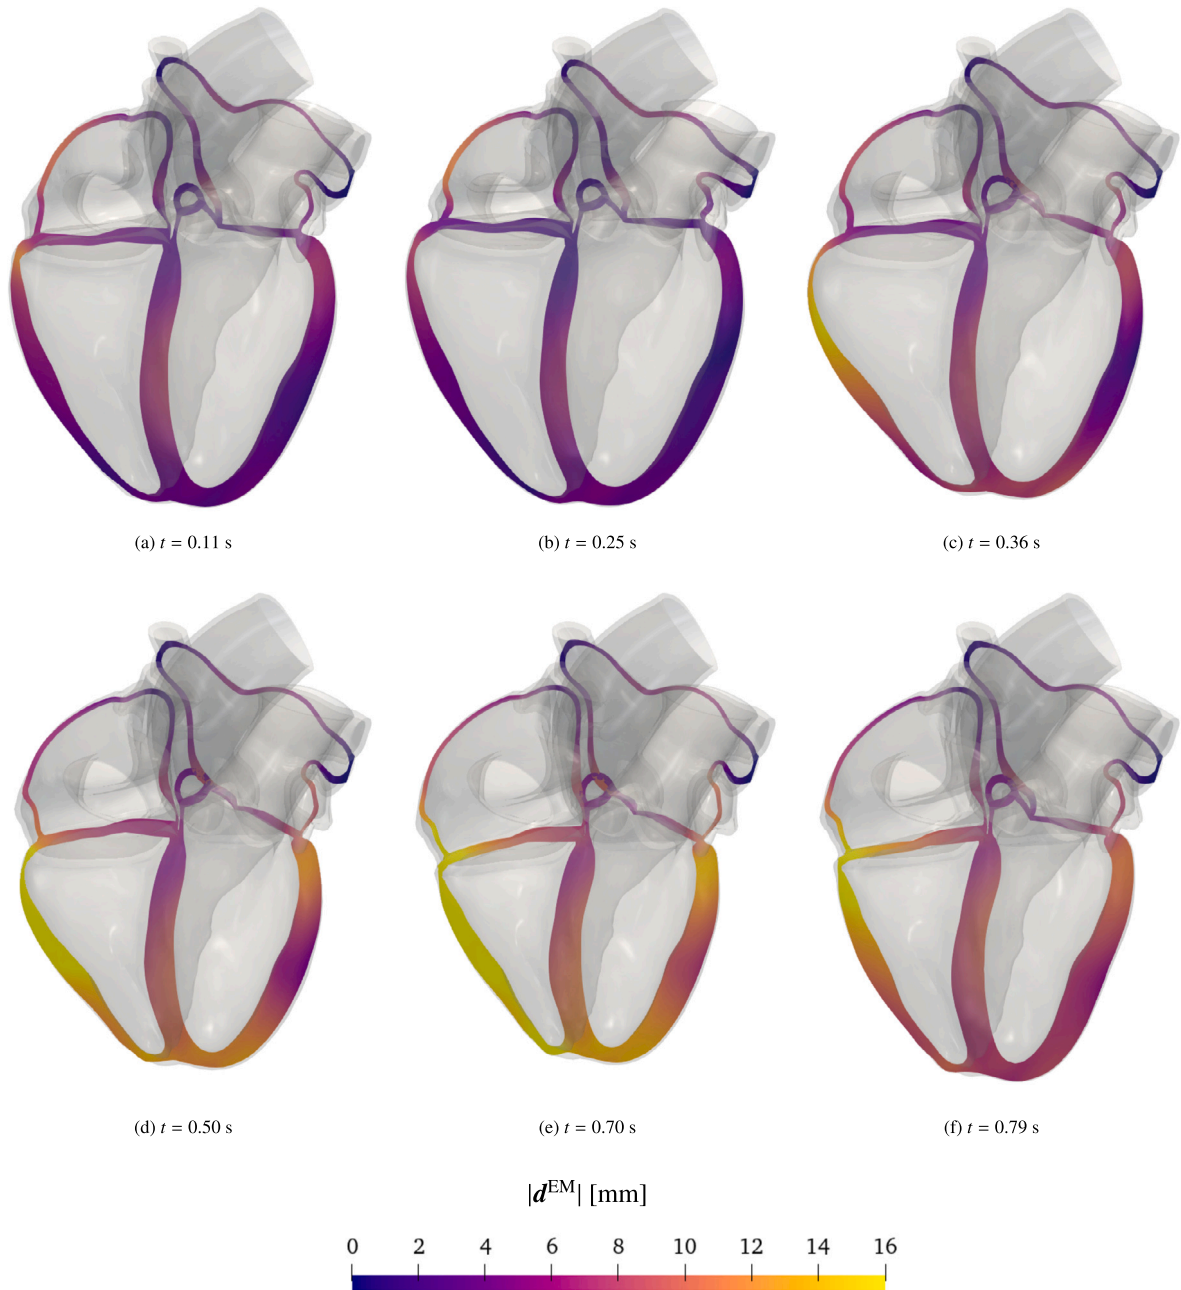 (a) t = 0.11 s
(b) t = 0.25 s
(c) t = 0.36 s
(d) t = 0.50 s
(e) t = 0.70 s
(f) t = 0.79 s
|d^EM| [mm]
0 2 4 6 8 10 12 14 16